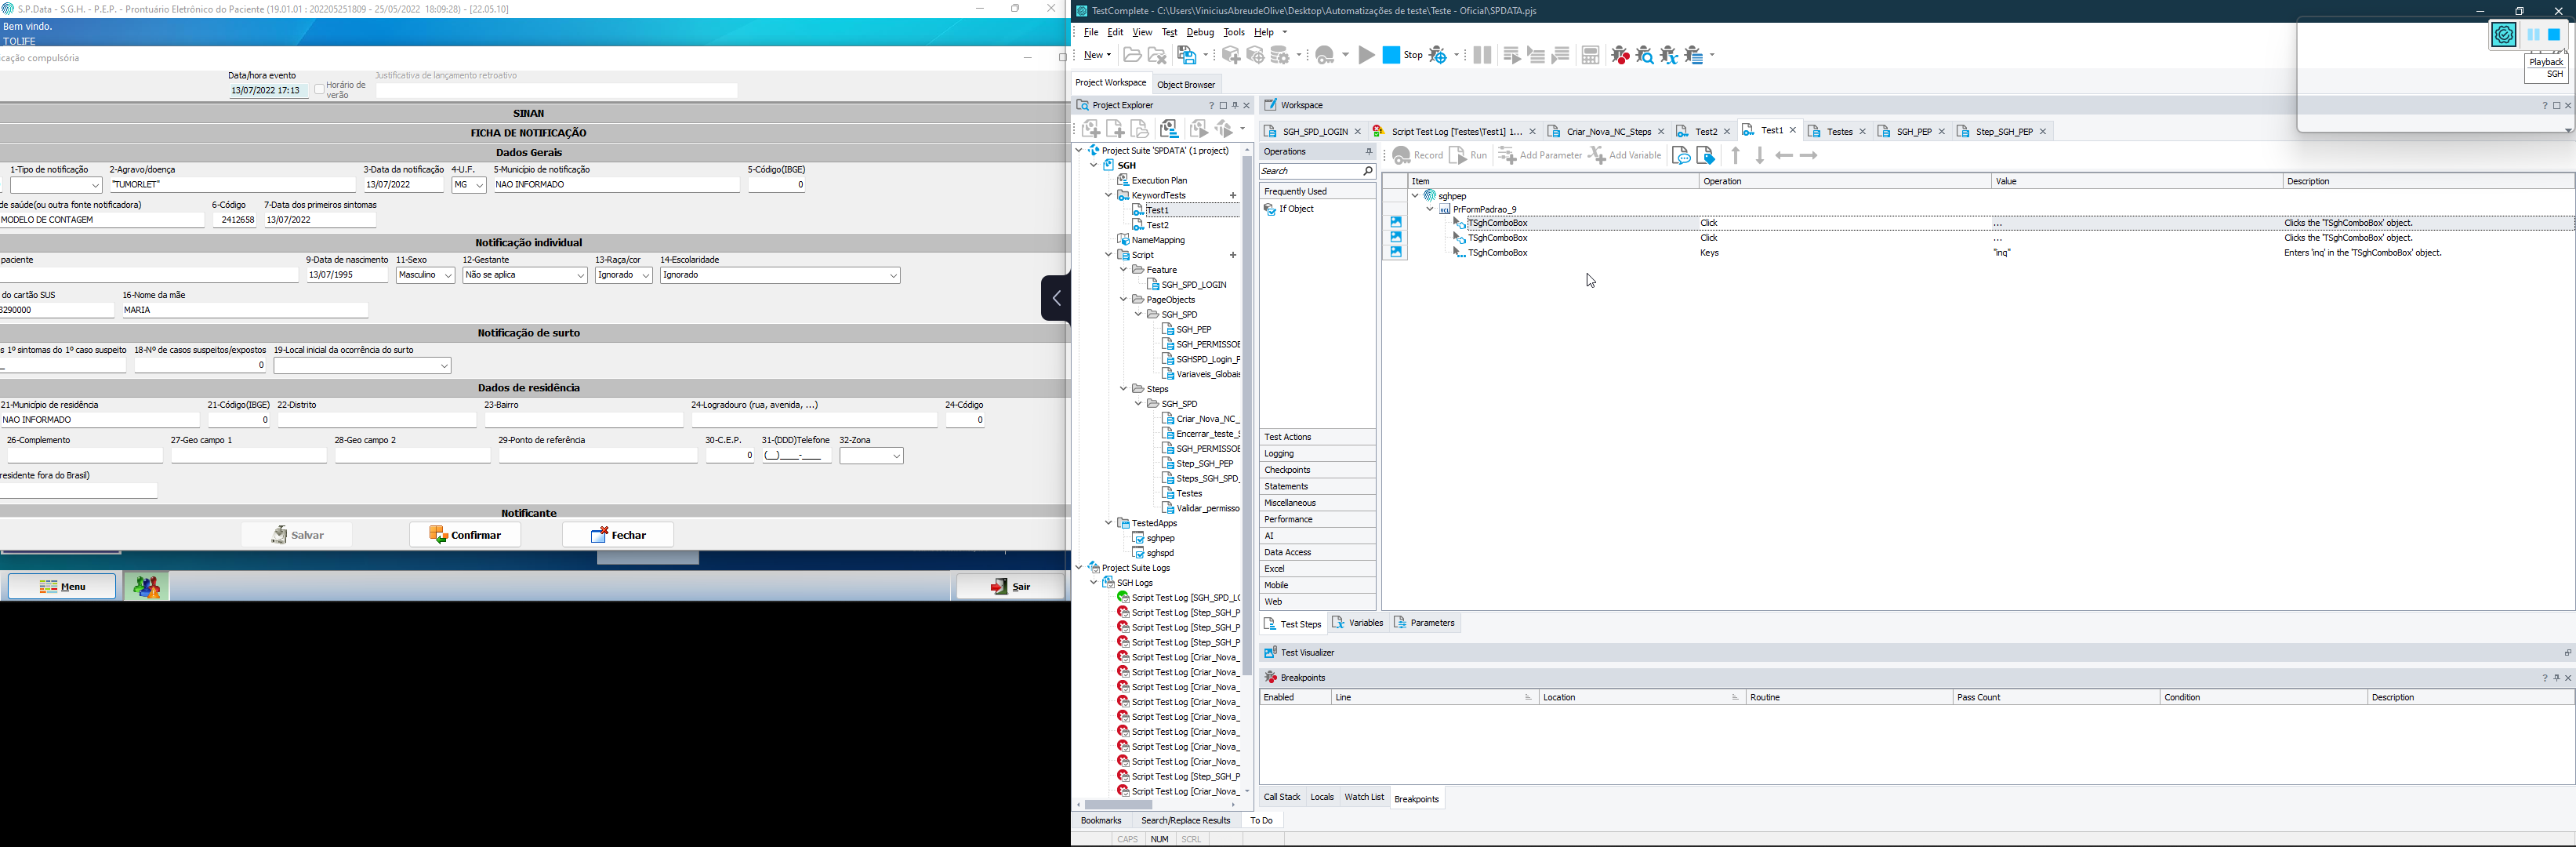 S.P.Data - S.G.H. - P.E.P. - Prontuário Eletrônico do Paciente (19.01.01 : 202205251809 - 25/05/2022 18:09:28) - [22.05.10]
Bem vindo.
TOLIFE
cação compulsória
Data/hora evento
Justificativa de lançamento retroativo
13/07/2022 17:13
Horário de verão
SINAN
FICHA DE NOTIFICAÇÃO
Dados Gerais
1-Tipo de notificação 2-Agravo/doença 3-Data da notificação 4-U.F. 5-Município de notificação 5-Código(IBGE)
"TUMORLET" 13/07/2022 MG NAO INFORMADO 0
de saúde(ou outra fonte notificadora) 6-Código 7-Data dos primeiros sintomas
MODELO DE CONTAGEM 2412658 13/07/2022
Notificação individual
paciente 9-Data de nascimento 11-Sexo 12-Gestante 13-Raça/cor 14-Escolaridade
13/07/1995 Masculino Não se aplica Ignorado Ignorado
do cartão SUS 16-Nome da mãe
3290000 MARIA
Notificação de surto
s 1º sintomas do 1º caso suspeito 18-Nº de casos suspeitos/expostos 19-Local inicial da ocorrência do surto
0
Dados de residência
21-Município de residência 21-Código(IBGE) 22-Distrito 23-Bairro 24-Logradouro (rua, avenida, ...) 24-Código
NAO INFORMADO 0 0
26-Complemento 27-Geo campo 1 28-Geo campo 2 29-Ponto de referência 30-C.E.P. 31-(DDD)Telefone 32-Zona
0 (__)____-____
residente fora do Brasil)
Notificante
Salvar Confirmar Fechar
Menu Sair
TestComplete - C:\Users\ViniciusAbreudeOlive\Desktop\Automatizações de teste\Teste - Oficial\SPDATA.pjs
File Edit View Test Debug Tools Help
New Stop
Playback
SGH
Project Workspace Object Browser
Project Explorer
Project Suite 'SPDATA' (1 project)
SGH
Execution Plan
KeywordTests
Test1
Test2
NameMapping
Script
Feature
SGH_SPD_LOGIN
PageObjects
SGH_SPD
SGH_PEP
SGH_PERMISSOE
SGHSPD_Login_P
Variaveis_Globais
Steps
SGH_SPD
Criar_Nova_NC_
Encerrar_teste_S
SGH_PERMISSOE
Step_SGH_PEP
Steps_SGH_SPD_
Testes
Validar_permisso
TestedApps
sghpep
sghspd
Project Suite Logs
SGH Logs
Script Test Log [SGH_SPD_LO
Script Test Log [Step_SGH_P
Script Test Log [Step_SGH_P
Script Test Log [Step_SGH_P
Script Test Log [Criar_Nova_
Script Test Log [Criar_Nova_
Script Test Log [Criar_Nova_
Script Test Log [Criar_Nova_
Script Test Log [Criar_Nova_
Script Test Log [Criar_Nova_
Script Test Log [Criar_Nova_
Script Test Log [Criar_Nova_
Script Test Log [Step_SGH_P
Script Test Log [Criar_Nova_
Bookmarks Search/Replace Results To Do
CAPS NUM SCRL
Workspace
SGH_SPD_LOGIN Script Test Log [Testes\Test1] 1... Criar_Nova_NC_Steps Test2 Test1 Testes SGH_PEP Step_SGH_PEP
Operations
Search
Frequently Used
If Object
Test Actions
Logging
Checkpoints
Statements
Miscellaneous
Performance
AI
Data Access
Excel
Mobile
Web
Record Run Add Parameter Add Variable
Item Operation Value Description
sghpep
PrFormPadrao_9
TSghComboBox Click ... Clicks the 'TSghComboBox' object.
TSghComboBox Click ... Clicks the 'TSghComboBox' object.
TSghComboBox Keys "inq" Enters 'inq' in the 'TSghComboBox' object.
Test Steps Variables Parameters
Test Visualizer
Breakpoints
Enabled Line Location Routine Pass Count Condition Description
Call Stack Locals Watch List Breakpoints